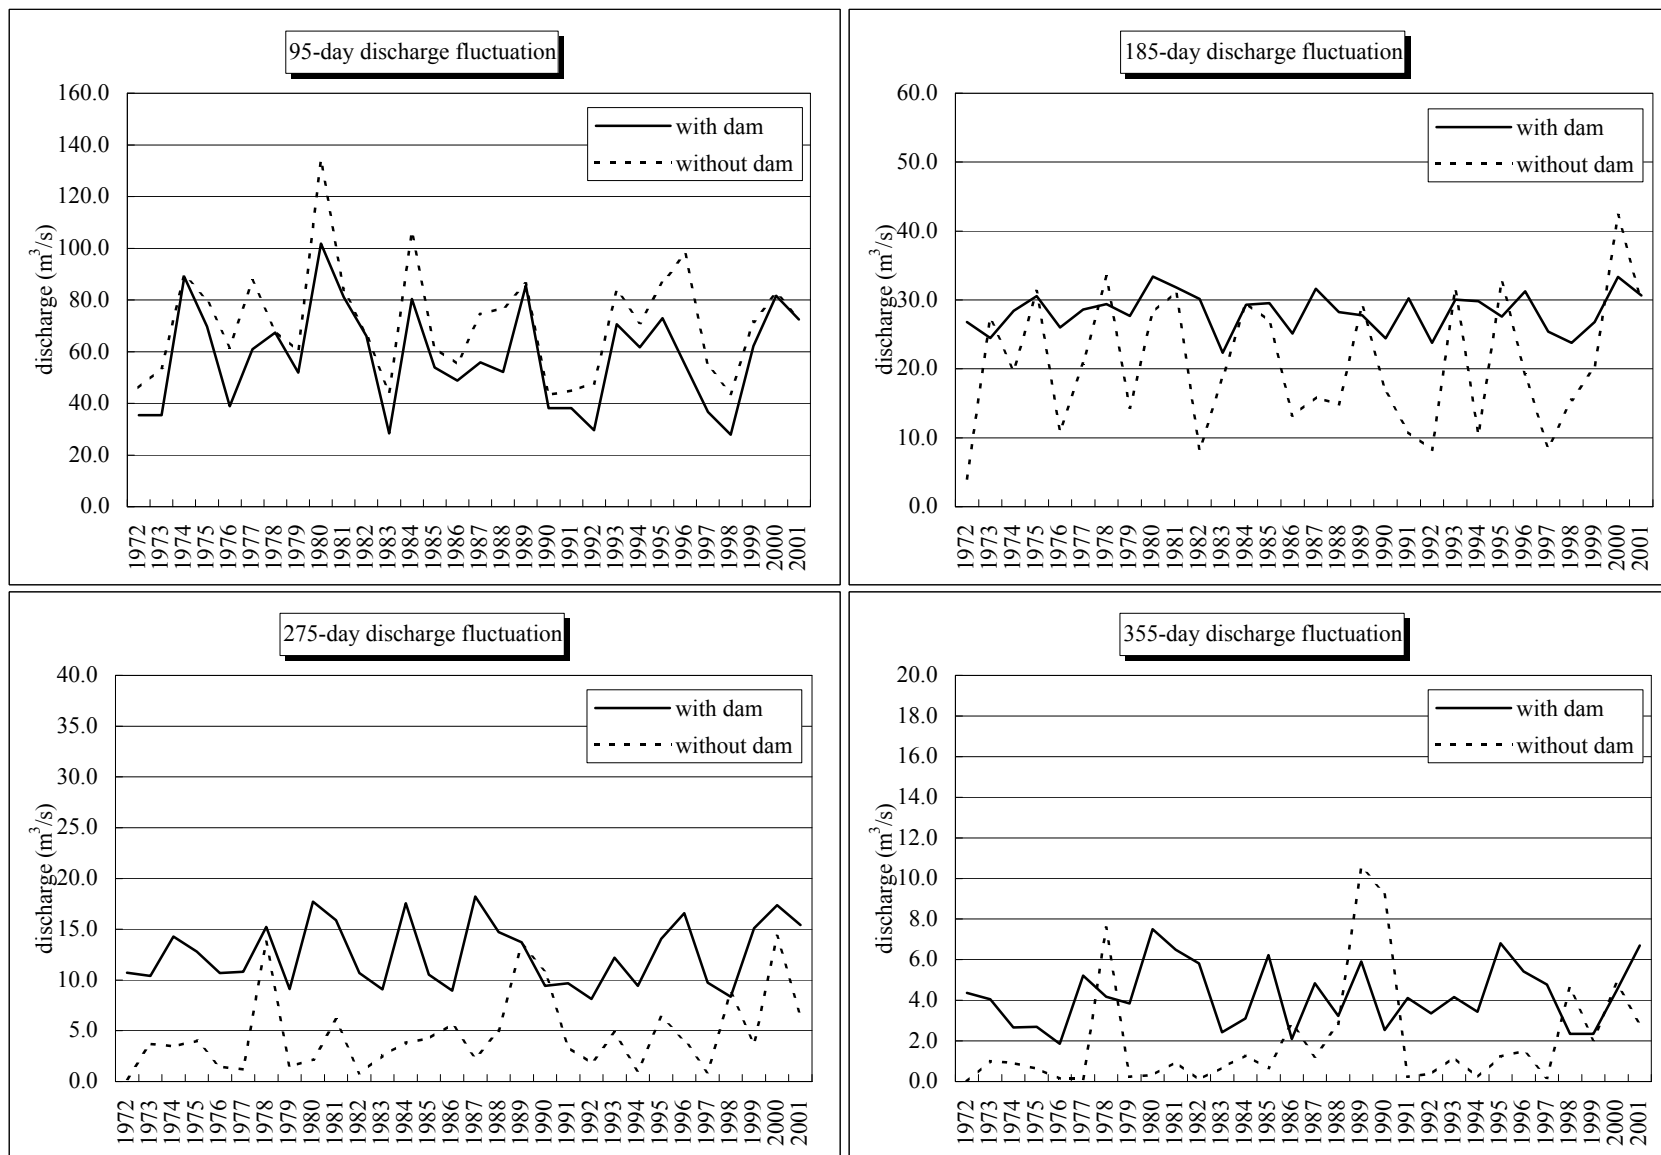 95-day discharge fluctuation
160.0
140.0
120.0
100.0
80.0
60.0
40.0
20.0
0.0
discharge (m³/s)
with dam
without dam
1972 1973 1974 1975 1976 1977 1978 1979 1980 1981 1982 1983 1984 1985 1986 1987 1988 1989 1990 1991 1992 1993 1994 1995 1996 1997 1998 1999 2000 2001
185-day discharge fluctuation
60.0
50.0
40.0
30.0
20.0
10.0
0.0
discharge (m³/s)
with dam
without dam
1972 1973 1974 1975 1976 1977 1978 1979 1980 1981 1982 1983 1984 1985 1986 1987 1988 1989 1990 1991 1992 1993 1994 1995 1996 1997 1998 1999 2000 2001
275-day discharge fluctuation
40.0
35.0
30.0
25.0
20.0
15.0
10.0
5.0
0.0
discharge (m³/s)
with dam
without dam
1972 1973 1974 1975 1976 1977 1978 1979 1980 1981 1982 1983 1984 1985 1986 1987 1988 1989 1990 1991 1992 1993 1994 1995 1996 1997 1998 1999 2000 2001
355-day discharge fluctuation
20.0
18.0
16.0
14.0
12.0
10.0
8.0
6.0
4.0
2.0
0.0
discharge (m³/s)
with dam
without dam
1972 1973 1974 1975 1976 1977 1978 1979 1980 1981 1982 1983 1984 1985 1986 1987 1988 1989 1990 1991 1992 1993 1994 1995 1996 1997 1998 1999 2000 2001